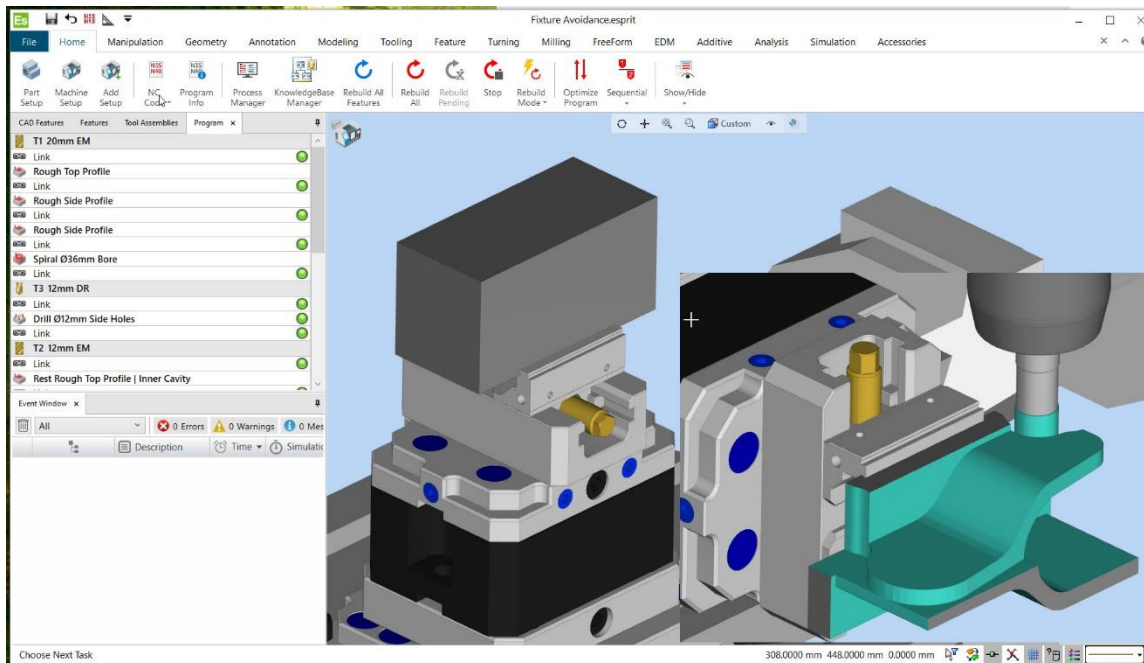 Es Fixture Avoidance.esprit
File Home Manipulation Geometry Annotation Modeling Tooling Feature Turning Milling FreeForm EDM Additive Analysis Simulation Accessories
Part Setup
Machine Setup
Add Setup
NC Code
Program Info
Process Manager
KnowledgeBase Manager
Rebuild All Features
Rebuild All
Rebuild Pending
Stop
Rebuild Mode
Optimize Program
Sequential
Show/Hide
CAD Features Features Tool Assemblies Program
Custom
T1 20mm EM
Link
Rough Top Profile
Link
Rough Side Profile
Link
Rough Side Profile
Link
Spiral Ø36mm Bore
Link
T3 12mm DR
Link
Drill Ø12mm Side Holes
Link
T2 12mm EM
Link
Rest Rough Top Profile | Inner Cavity
Event Window
All 0 Errors 0 Warnings 0 Mes
Description Time Simulatic
Choose Next Task 308.0000 mm 448.0000 mm 0.0000 mm